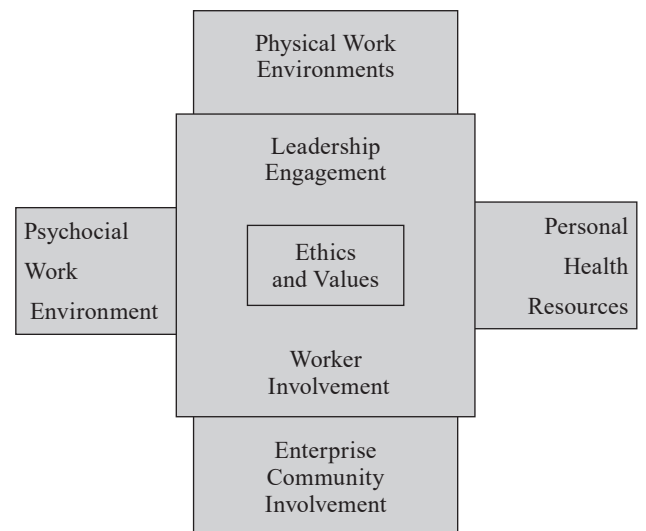 Physical Work
Environments
Leadership
Engagement
Psychocial
Work
Environment
Ethics
and Values
Personal
Health
Resources
Worker
Involvement
Enterprise
Community
Involvement